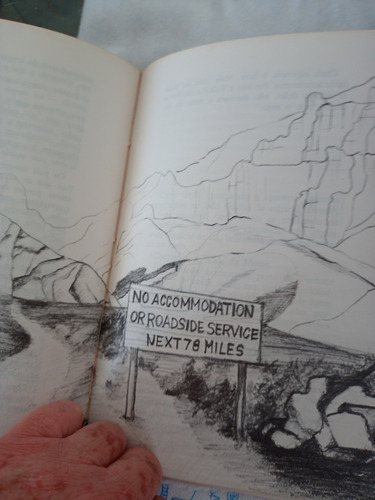 NO ACCOMMODATION
OR ROADSIDE SERVICE
NEXT 78 MILES